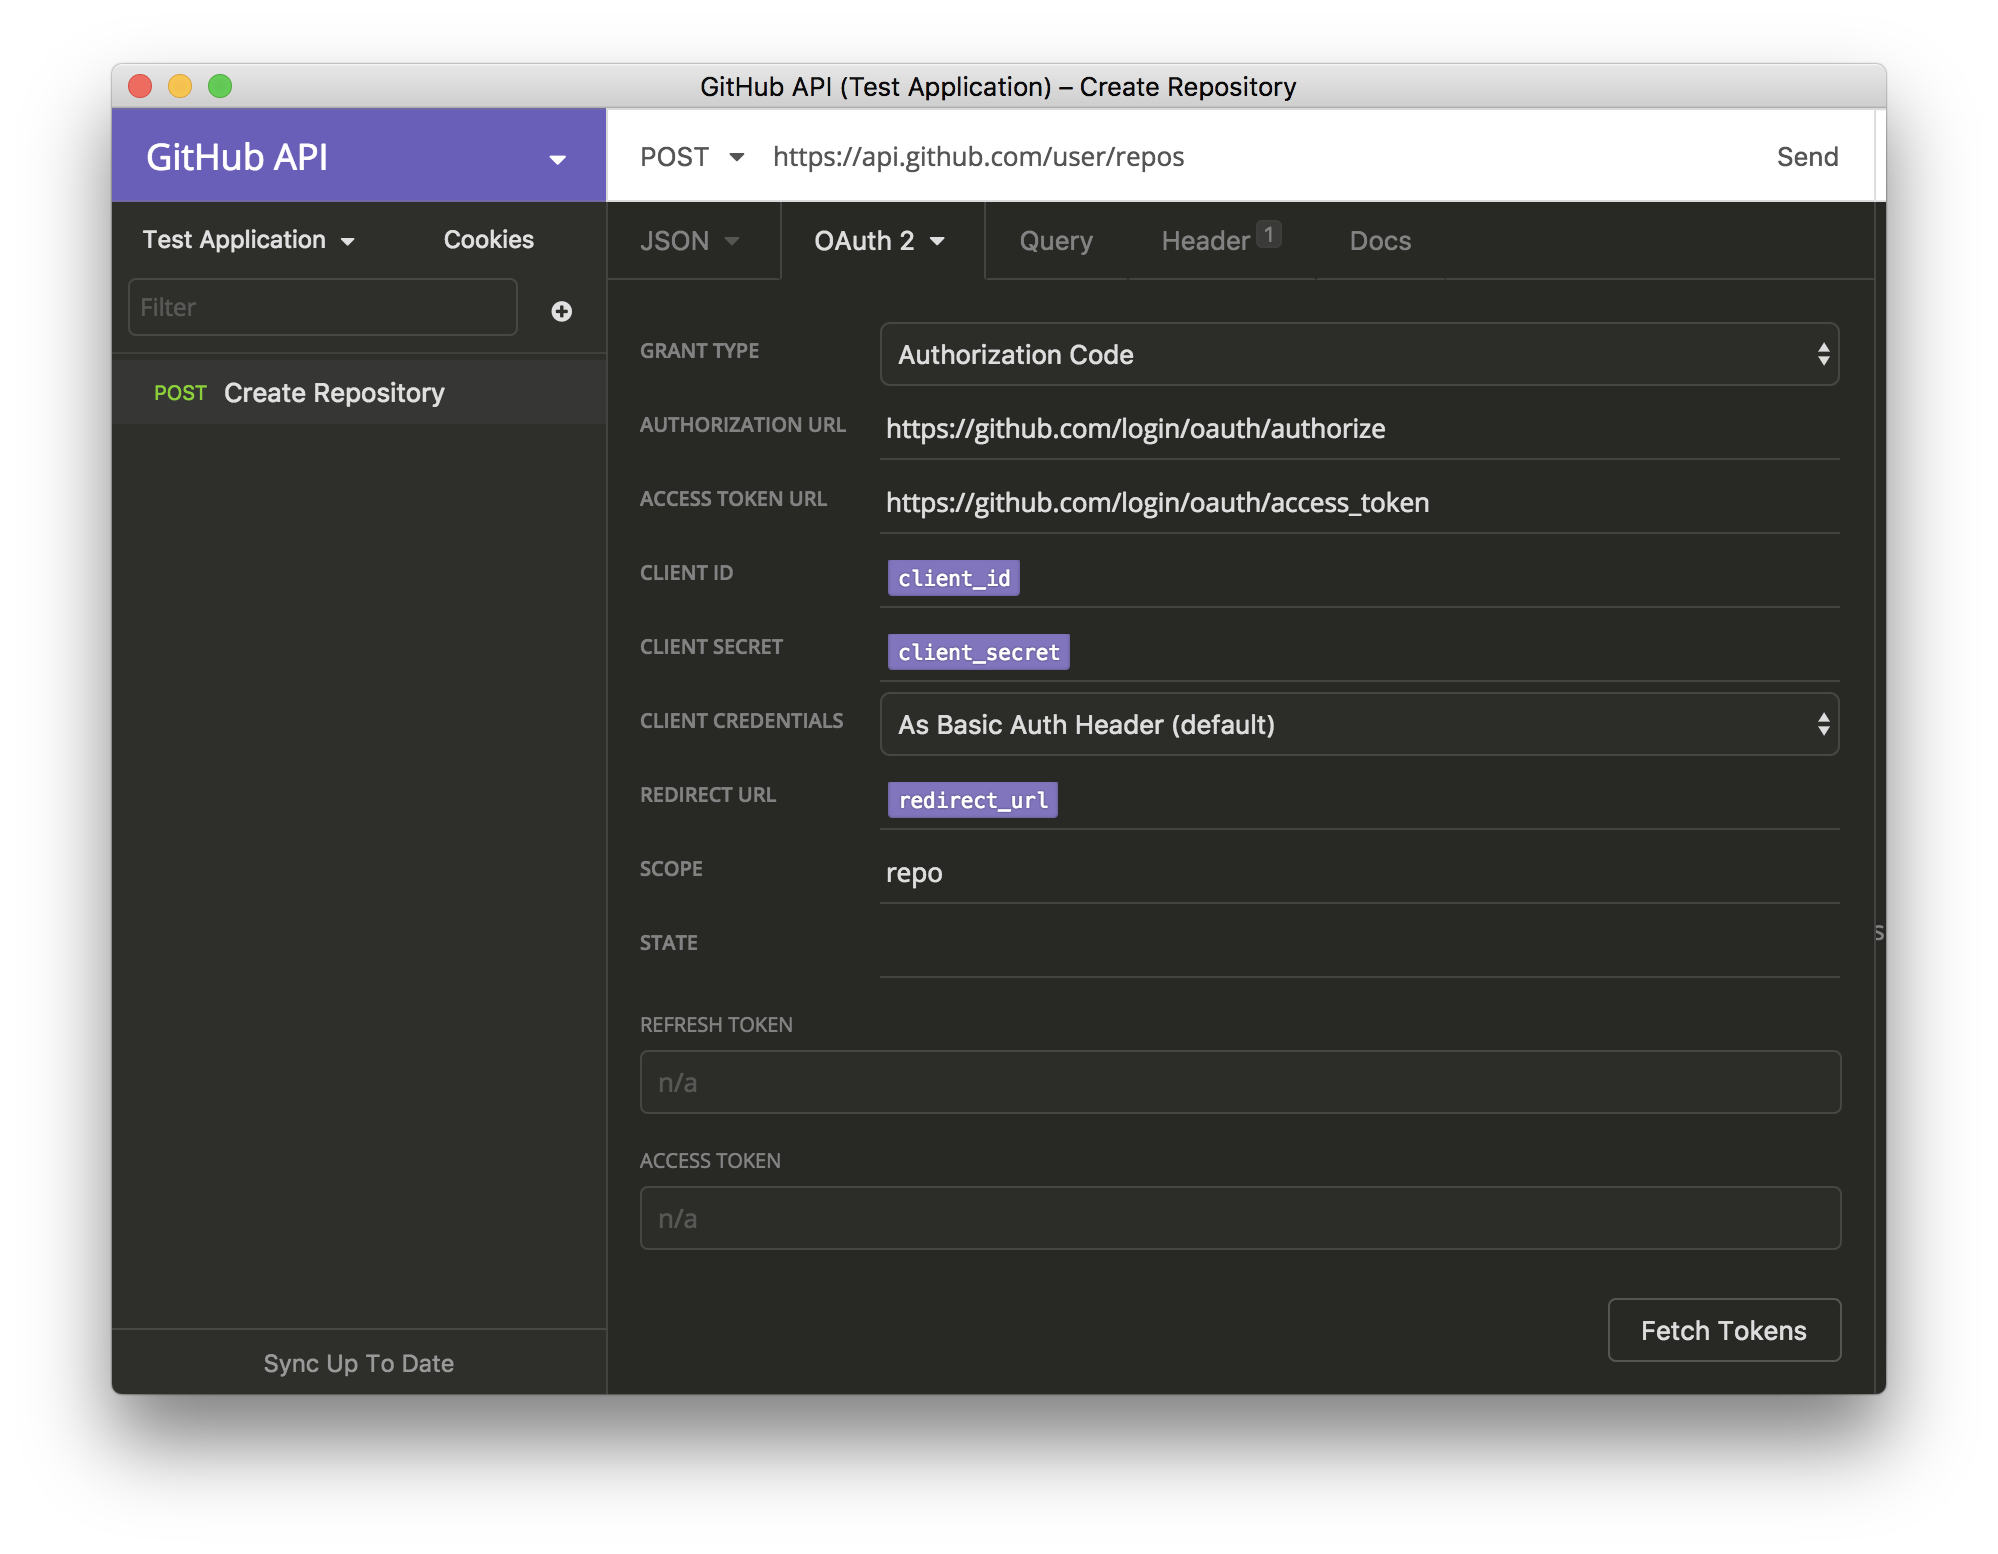 GitHub API (Test Application) – Create Repository
GitHub API
POST https://api.github.com/user/repos Send
Test Application Cookies
JSON OAuth 2 Query Header 1 Docs
Filter
POST Create Repository
GRANT TYPE Authorization Code
AUTHORIZATION URL https://github.com/login/oauth/authorize
ACCESS TOKEN URL https://github.com/login/oauth/access_token
CLIENT ID client_id
CLIENT SECRET client_secret
CLIENT CREDENTIALS As Basic Auth Header (default)
REDIRECT URL redirect_url
SCOPE repo
STATE
REFRESH TOKEN
n/a
ACCESS TOKEN
n/a
Fetch Tokens
Sync Up To Date